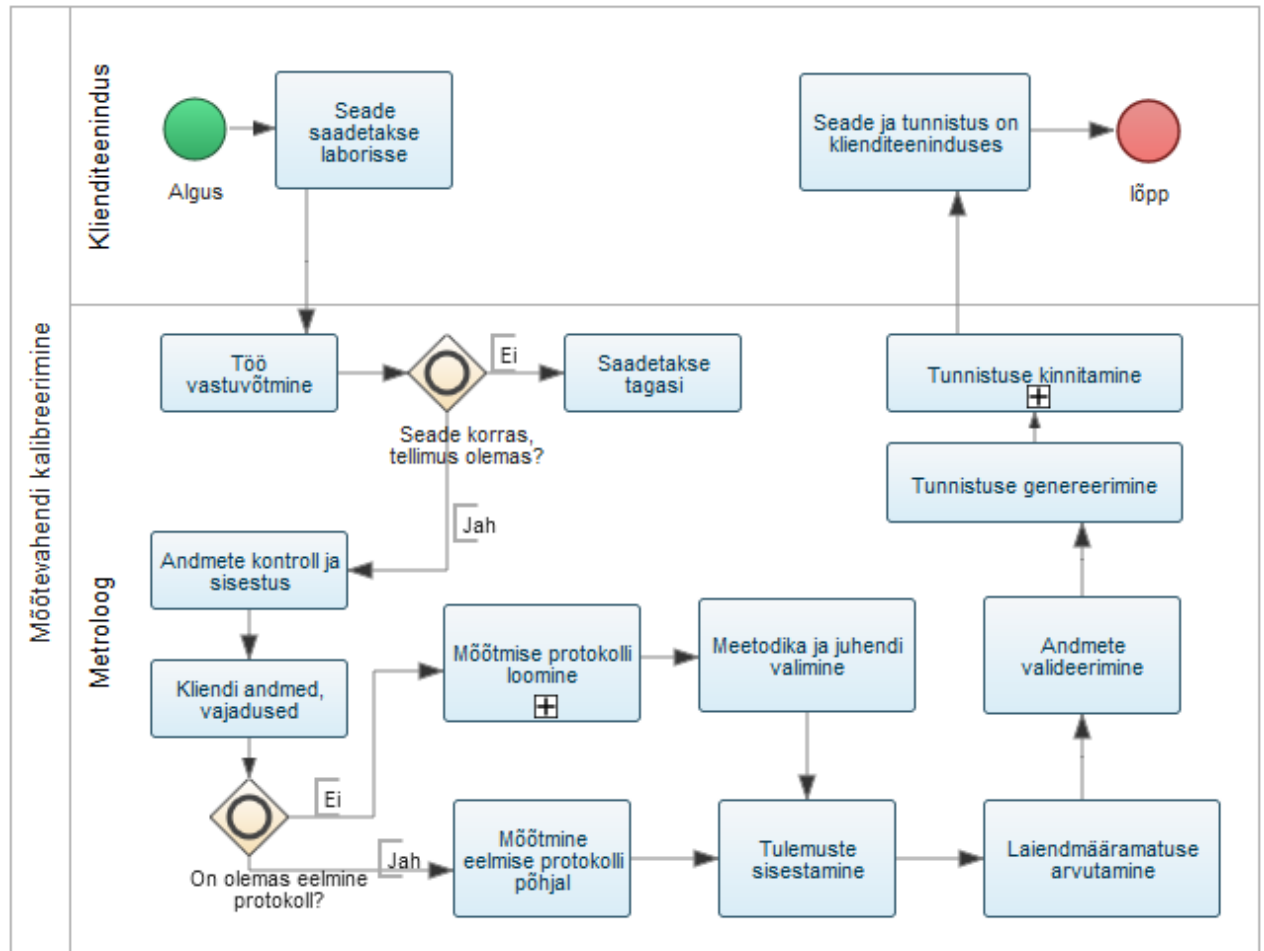 Mõõtevahendi kalibreerimine
Klienditeenindus
Algus
Seade
saadetakse
laborisse
Seade ja tunnistus on
klienditeeninduses
lõpp
Metroloog
Töö
vastuvõtmine
Ei
Seade korras,
tellimus olemas?
Saadetakse
tagasi
Tunnistuse kinnitamine
Tunnistuse genereerimine
Jah
Andmete kontroll ja
sisestus
Kliendi andmed,
vajadused
Mõõtmise protokolli
loomine
Meetodika ja juhendi
valimine
Andmete
valideerimine
Ei
Jah
On olemas eelmine
protokoll?
Mõõtmine
eelmise protokolli
põhjal
Tulemuste
sisestamine
Laiendmääramatuse
arvutamine